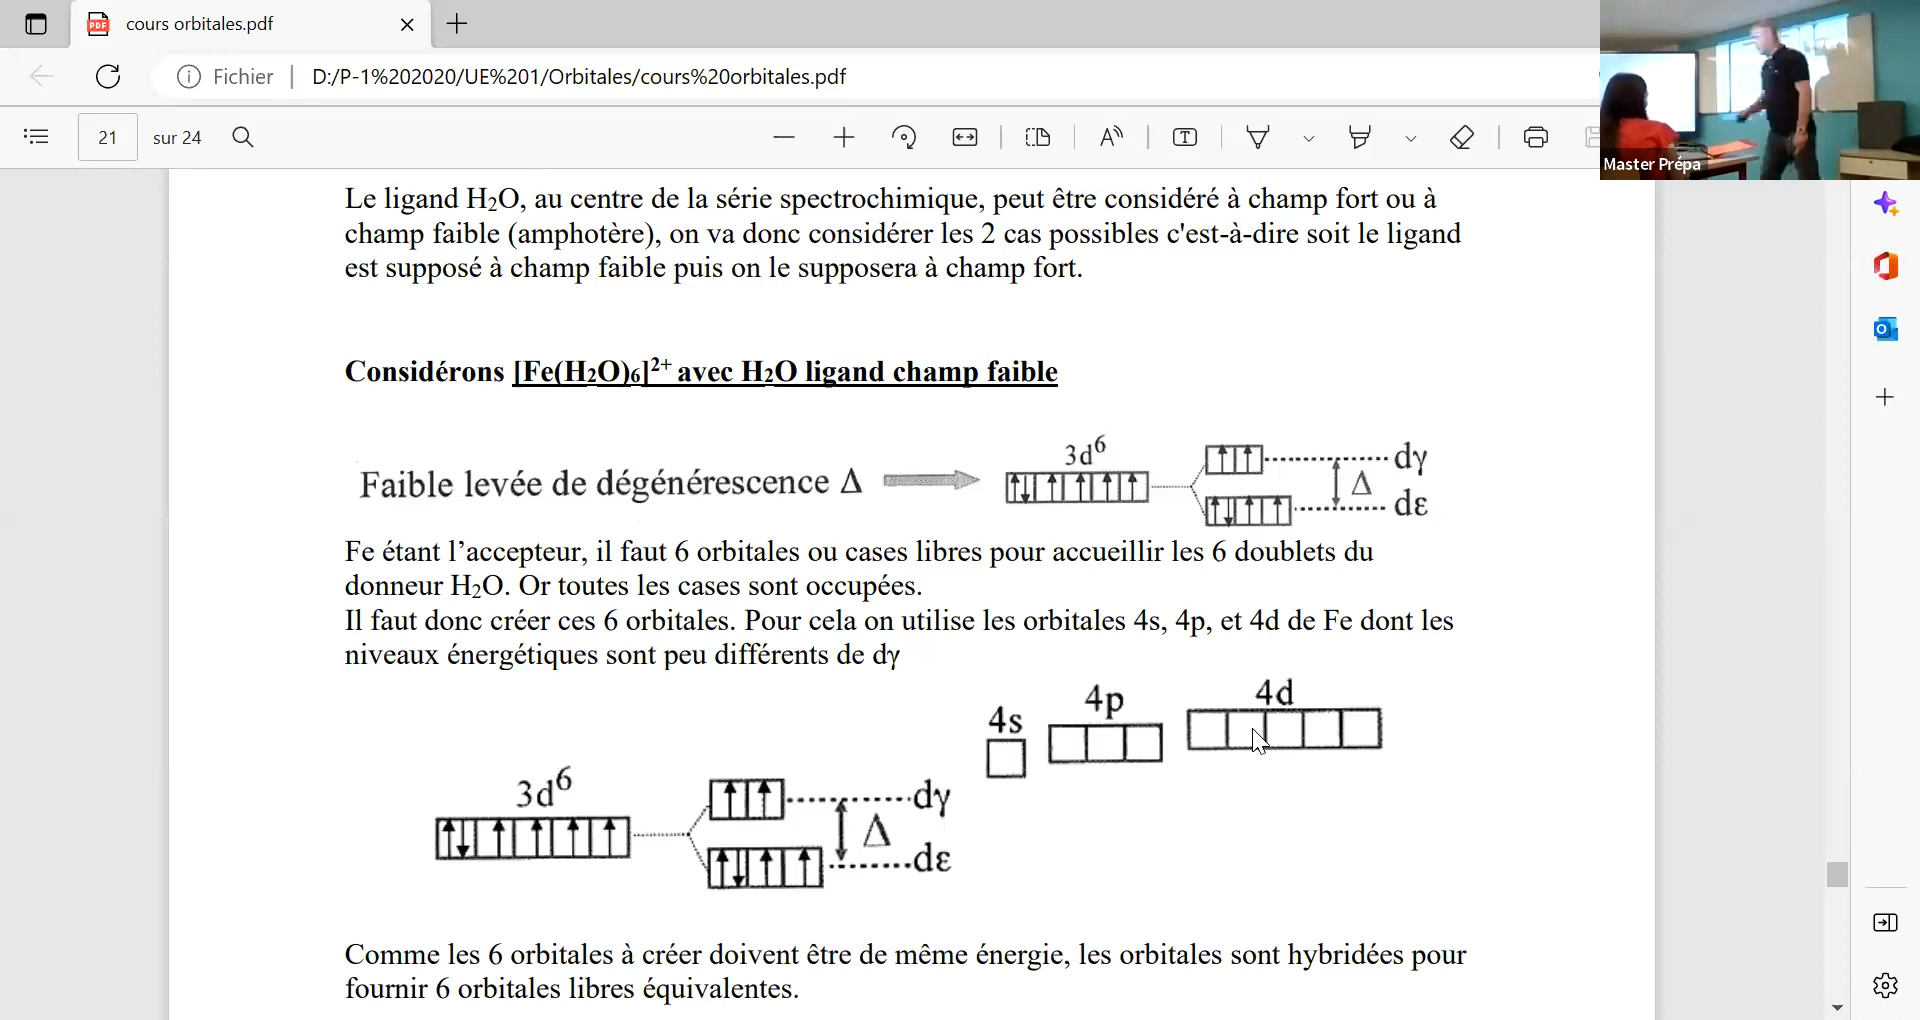 cours orbitales.pdf
Fichier | D:/P-1%202020/UE%201/Orbitales/cours%20orbitales.pdf
21 sur 24
Master Prépa
Le ligand H₂O, au centre de la série spectrochimique, peut être considéré à champ fort ou à
champ faible (amphotère), on va donc considérer les 2 cas possibles c'est-à-dire soit le ligand
est supposé à champ faible puis on le supposera à champ fort.
Considérons [Fe(H₂O)₆]²⁺ avec H₂O ligand champ faible
3d⁶
dγ
Faible levée de dégénérescence Δ
Δ
dε
Fe étant l’accepteur, il faut 6 orbitales ou cases libres pour accueillir les 6 doublets du
donneur H₂O. Or toutes les cases sont occupées.
Il faut donc créer ces 6 orbitales. Pour cela on utilise les orbitales 4s, 4p, et 4d de Fe dont les
niveaux énergétiques sont peu différents de dγ
4s 4p 4d
3d⁶
dγ
Δ
dε
Comme les 6 orbitales à créer doivent être de même énergie, les orbitales sont hybridées pour
fournir 6 orbitales libres équivalentes.